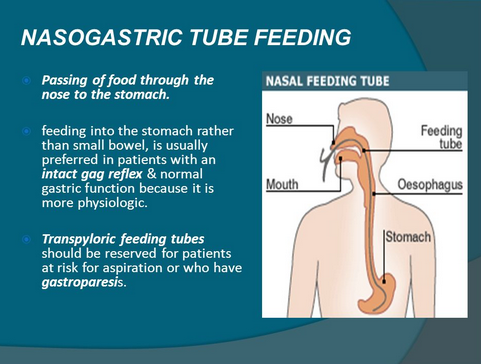 NASOGASTRIC TUBE FEEDING
Passing of food through the
nose to the stomach.
feeding into the stomach rather
than small bowel, is usually
preferred in patients with an
intact gag reflex & normal
gastric function because it is
more physiologic.
Transpyloric feeding tubes
should be reserved for patients
at risk for aspiration or who have
gastroparesis.
NASAL FEEDING TUBE
Nose
Feeding
tube
Mouth
Oesophagus
Stomach